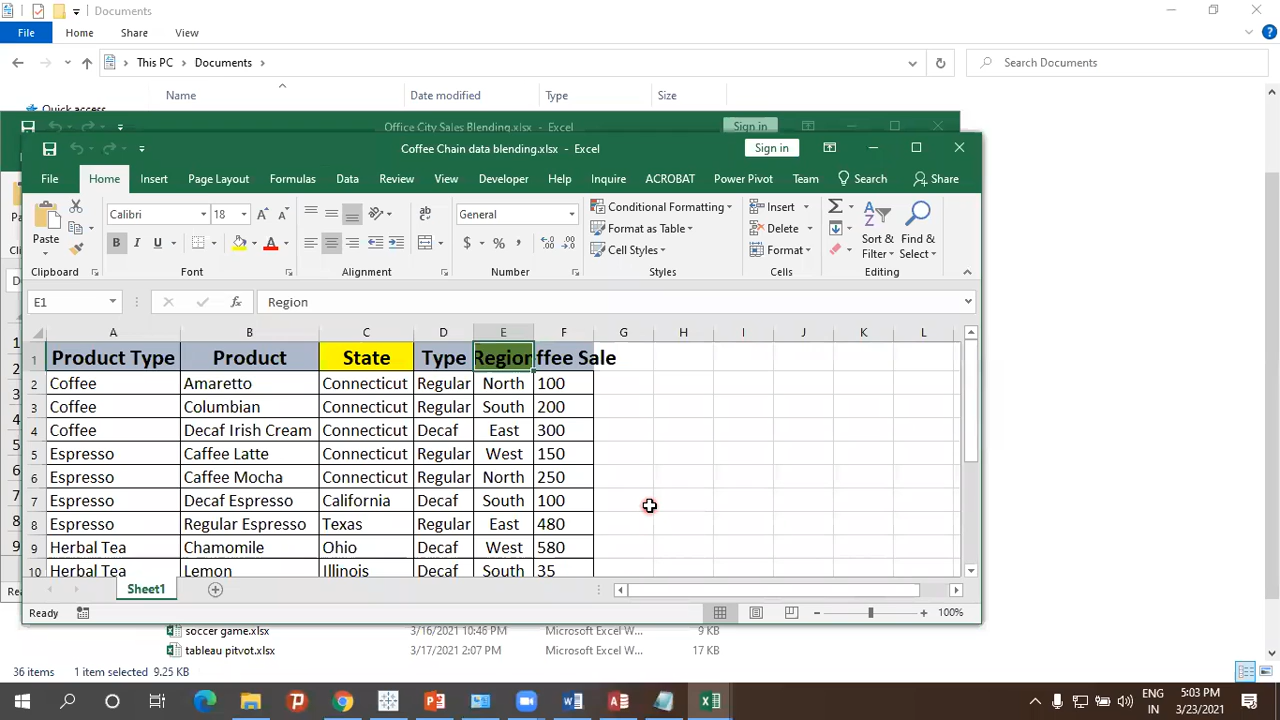 Documents
File Home Share View
This PC Documents
Search Documents
Name Date modified Type Size
Quick access
Office City Sales Blending.xlsx - Excel Sign in
Coffee Chain data blending.xlsx - Excel Sign in
File Home Insert Page Layout Formulas Data Review View Developer Help Inquire ACROBAT Power Pivot Team Search Share
Paste
Calibri 18
B I U
General
$ % ,
Conditional Formatting
Format as Table
Cell Styles
Insert
Delete
Format
Sort & Filter
Find & Select
Clipboard Font Alignment Number Styles Cells Editing
E1 fx Region
A B C D E F G H I J K L
1 Product Type Product State Type Region ffee Sale
2 Coffee Amaretto Connecticut Regular North 100
3 Coffee Columbian Connecticut Regular South 200
4 Coffee Decaf Irish Cream Connecticut Decaf East 300
5 Espresso Caffee Latte Connecticut Regular West 150
6 Espresso Caffee Mocha Connecticut Regular North 250
7 Espresso Decaf Espresso California Decaf South 100
8 Espresso Regular Espresso Texas Regular East 480
9 Herbal Tea Chamomile Ohio Decaf West 580
10 Herbal Tea Lemon Illinois Decaf South 35
Sheet1
Ready 100%
soccer game.xlsx 3/16/2021 10:46 PM Microsoft Excel W... 9 KB
tableau pitvot.xlsx 3/17/2021 2:07 PM Microsoft Excel W... 17 KB
36 items 1 item selected 9.25 KB
ENG 5:03 PM
IN 3/23/2021